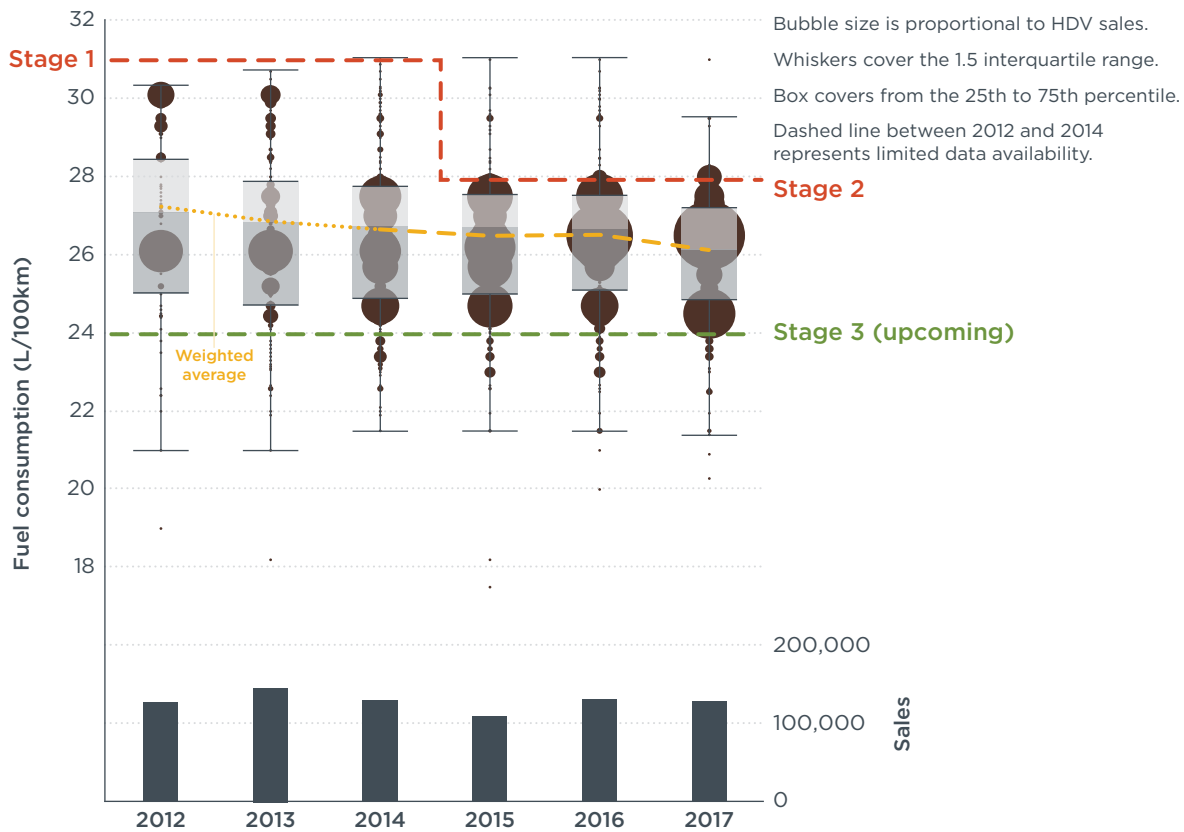 Bubble size is proportional to HDV sales.
Whiskers cover the 1.5 interquartile range.
Box covers from the 25th to 75th percentile.
Dashed line between 2012 and 2014
represents limited data availability.
Fuel consumption (L/100km)
32
30
28
26
24
22
20
18
Stage 1
Stage 2
Stage 3 (upcoming)
Weighted
average
200,000
100,000
0
Sales
2012
2013
2014
2015
2016
2017